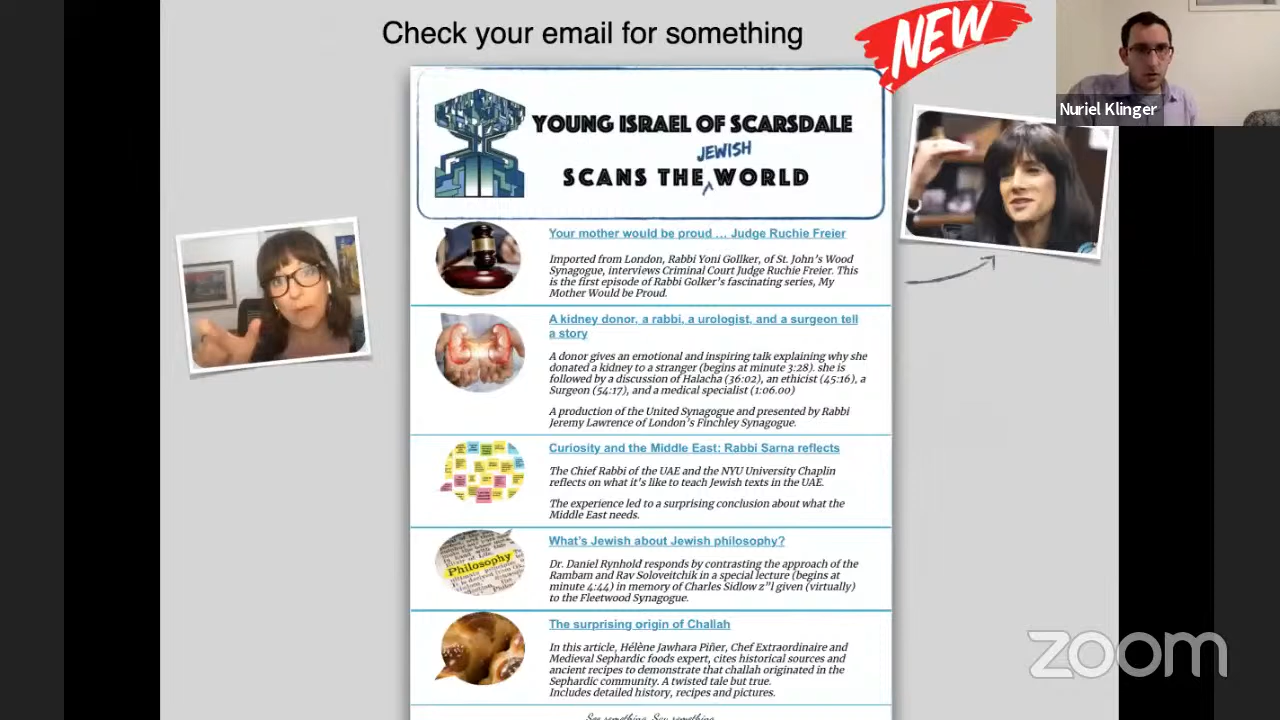 Check your email for something
NEW
Nuriel Klinger
YOUNG ISRAEL OF SCARSDALE
JEWISH
SCANS THE WORLD
Your mother would be proud … Judge Ruchie Freier
Imported from London, Rabbi Yoni Gollker, of St. John's Wood
Synagogue, interviews Criminal Court Judge Ruchie Freier. This
is the first episode of Rabbi Golker's fascinating series, My
Mother Would be Proud.
A kidney donor, a rabbi, a urologist, and a surgeon tell
a story
A donor gives an emotional and inspiring talk explaining why she
donated a kidney to a stranger (begins at minute 3:28). she is
followed by a discussion of Halacha (36:02), an ethicist (45:16), a
Surgeon (54:17), and a medical specialist (1:06.00)
A production of the United Synagogue and presented by Rabbi
Jeremy Lawrence of London's Finchley Synagogue.
Curiosity and the Middle East: Rabbi Sarna reflects
The Chief Rabbi of the UAE and the NYU University Chaplin
reflects on what it's like to teach Jewish texts in the UAE.
The experience led to a surprising conclusion about what the
Middle East needs.
Philosophy
What's Jewish about Jewish philosophy?
Dr. Daniel Rynhold responds by contrasting the approach of the
Rambam and Rav Soloveitchik in a special lecture (begins at
minute 4:44) in memory of Charles Sidlow z"l given (virtually)
to the Fleetwood Synagogue.
The surprising origin of Challah
In this article, Hélène Jawhara Piñer, Chef Extraordinaire and
Medieval Sephardic foods expert, cites historical sources and
ancient recipes to demonstrate that challah originated in the
Sephardic community. A twisted tale but true.
Includes detailed history, recipes and pictures.
See something, Say something
zoom